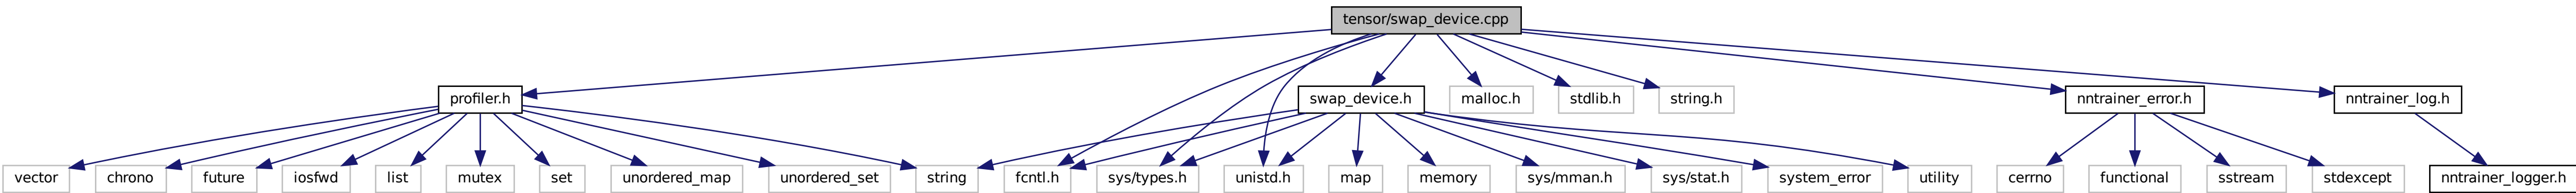 tensor/swap_device.cpp
profiler.h
swap_device.h
malloc.h
stdlib.h
string.h
nntrainer_error.h
nntrainer_log.h
vector
chrono
future
iosfwd
list
mutex
set
unordered_map
unordered_set
string
fcntl.h
sys/types.h
unistd.h
map
memory
sys/mman.h
sys/stat.h
system_error
utility
cerrno
functional
sstream
stdexcept
nntrainer_logger.h